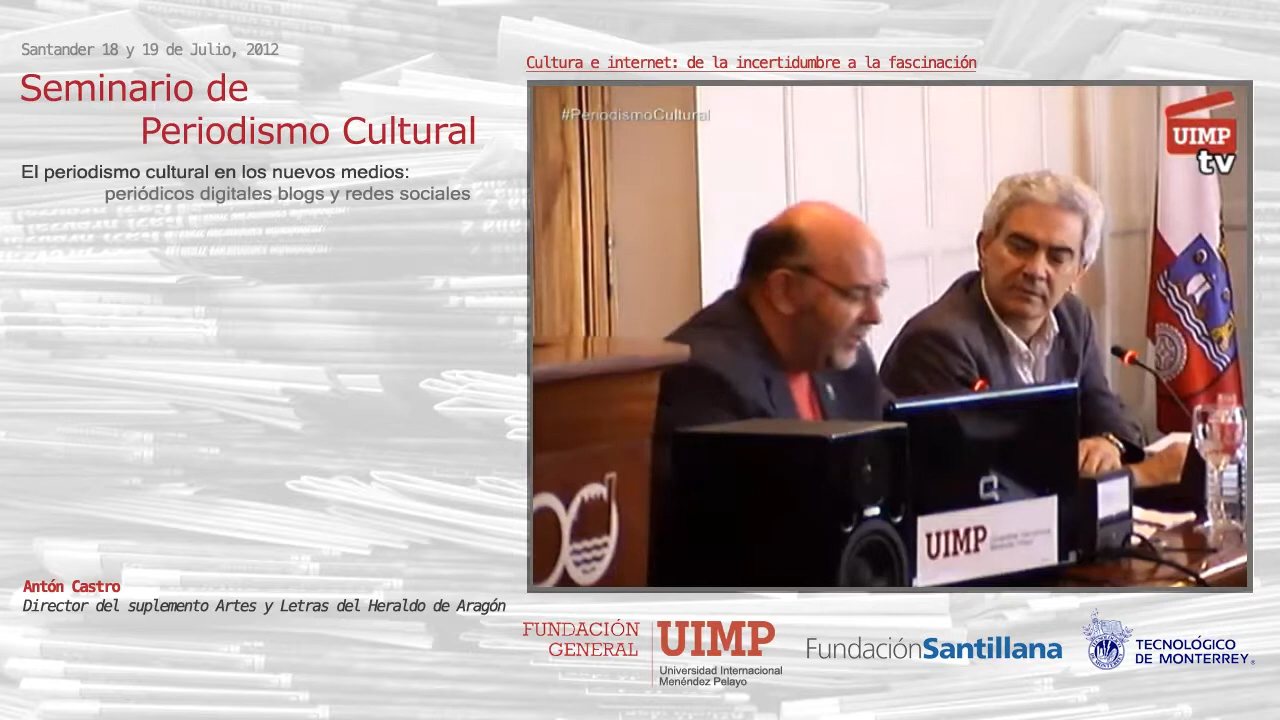 Santander 18 y 19 de Julio, 2012
Seminario de
Periodismo Cultural
El periodismo cultural en los nuevos medios:
periódicos digitales blogs y redes sociales
Cultura e internet: de la incertidumbre a la fascinación
#PeriodismoCultural
UIMP
tv
UIMP
Antón Castro
Director del suplemento Artes y Letras del Heraldo de Aragón
FUNDACIÓN
GENERAL
UIMP
Universidad Internacional
Menéndez Pelayo
FundaciónSantillana
TECNOLÓGICO
DE MONTERREY®